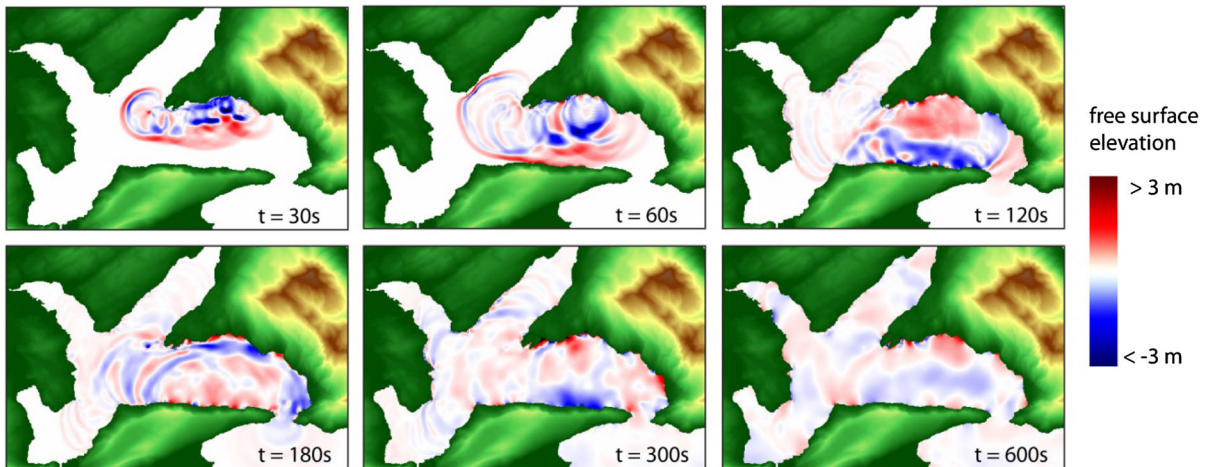 t = 30s
t = 60s
t = 120s
free surface
elevation
> 3 m
< -3 m
t = 180s
t = 300s
t = 600s